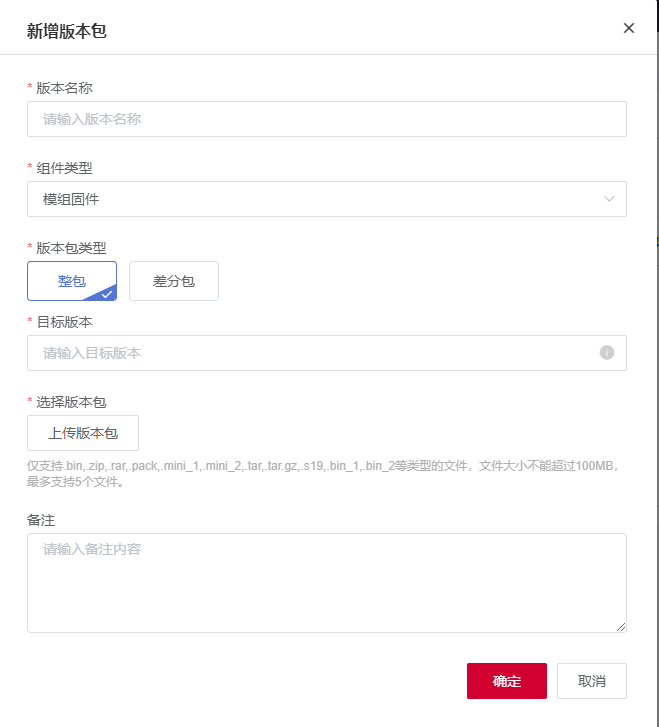 新增版本包
* 版本名称
请输入版本名称
* 组件类型
模组固件
* 版本包类型
整包 差分包
* 目标版本
请输入目标版本
* 选择版本包
上传版本包
仅支持.bin,.zip,.rar,.pack,.mini_1,.mini_2,.tar,.tar.gz,.s19,.bin_1,.bin_2等类型的文件，文件大小不能超过100MB，
最多支持5个文件。
备注
请输入备注内容
确定 取消